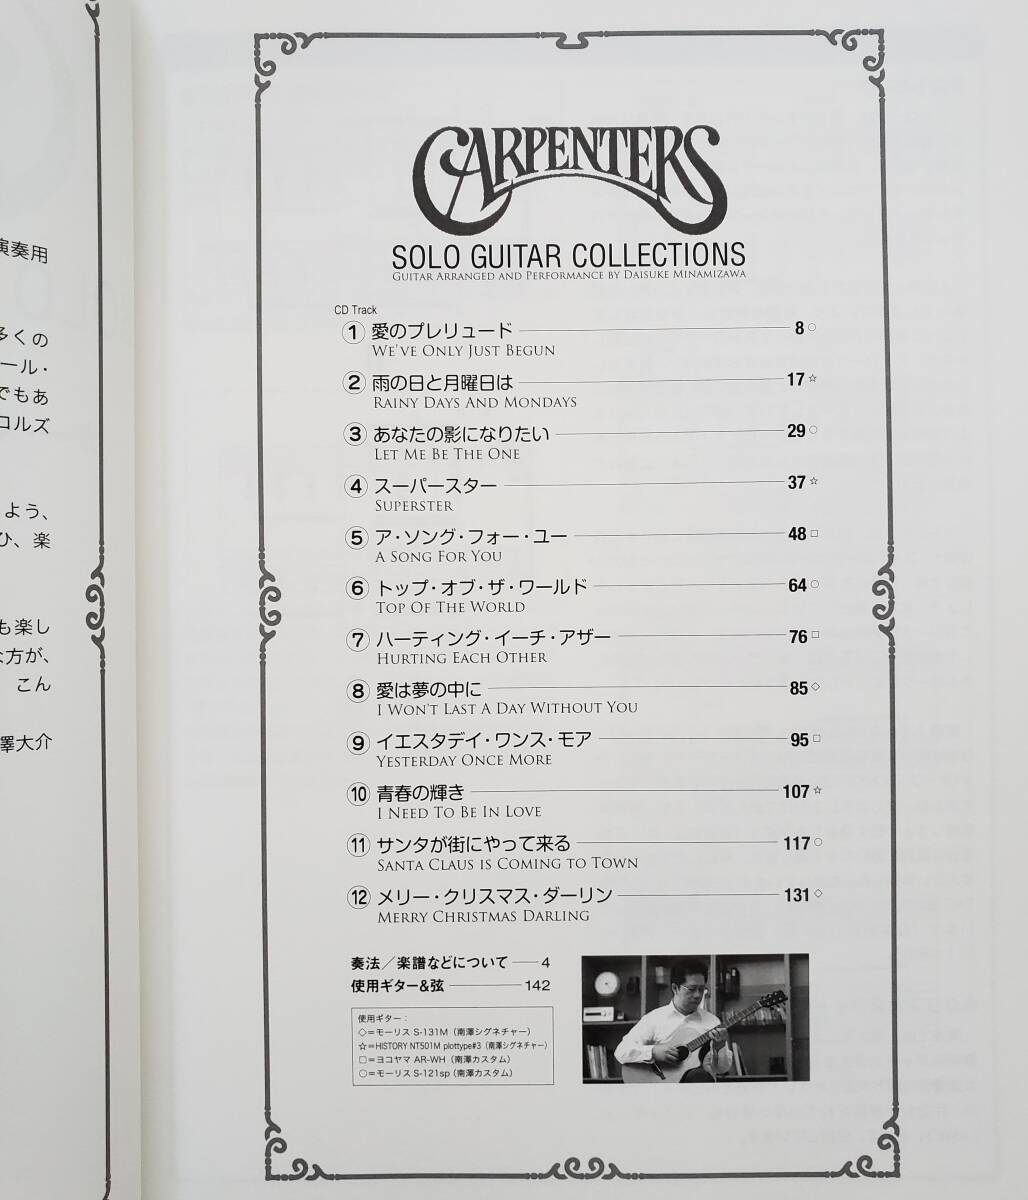 演奏用
多くの
ール・
でもあ
コルズ
よう、
ひ、楽
も楽し
な方が、
こん
澤大介
CARPENTERS
SOLO GUITAR COLLECTIONS
GUITAR ARRANGED AND PERFORMANCE BY DAISUKE MINAMIZAWA
CD Track
① 愛のプレリュード 8○
WE'VE ONLY JUST BEGUN
② 雨の日と月曜日は 17☆
RAINY DAYS AND MONDAYS
③ あなたの影になりたい 29○
LET ME BE THE ONE
④ スーパースター 37☆
SUPERSTER
⑤ ア・ソング・フォー・ユー 48□
A SONG FOR YOU
⑥ トップ・オブ・ザ・ワールド 64○
TOP OF THE WORLD
⑦ ハーティング・イーチ・アザー 76□
HURTING EACH OTHER
⑧ 愛は夢の中に 85◇
I WON'T LAST A DAY WITHOUT YOU
⑨ イエスタデイ・ワンス・モア 95□
YESTERDAY ONCE MORE
⑩ 青春の輝き 107☆
I NEED TO BE IN LOVE
⑪ サンタが街にやって来る 117○
SANTA CLAUS IS COMING TO TOWN
⑫ メリー・クリスマス・ダーリン 131◇
MERRY CHRISTMAS DARLING
奏法／楽譜などについて 4
使用ギター&弦 142
使用ギター：
◇=モーリス S-131M（南澤シグネチャー）
☆=HISTORY NT501M plottype#3（南澤シグネチャー）
□=ヨコヤマ AR-WH（南澤カスタム）
○=モーリス S-121sp（南澤カスタム）